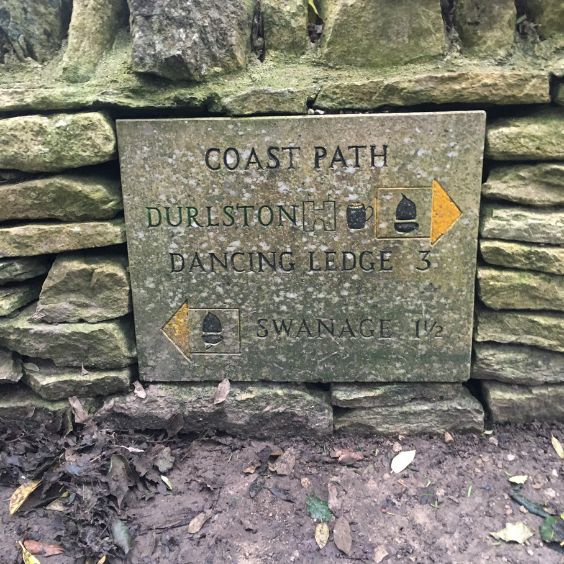 COAST PATH
DURLSTON H
DANCING LEDGE 3
SWANAGE 1½